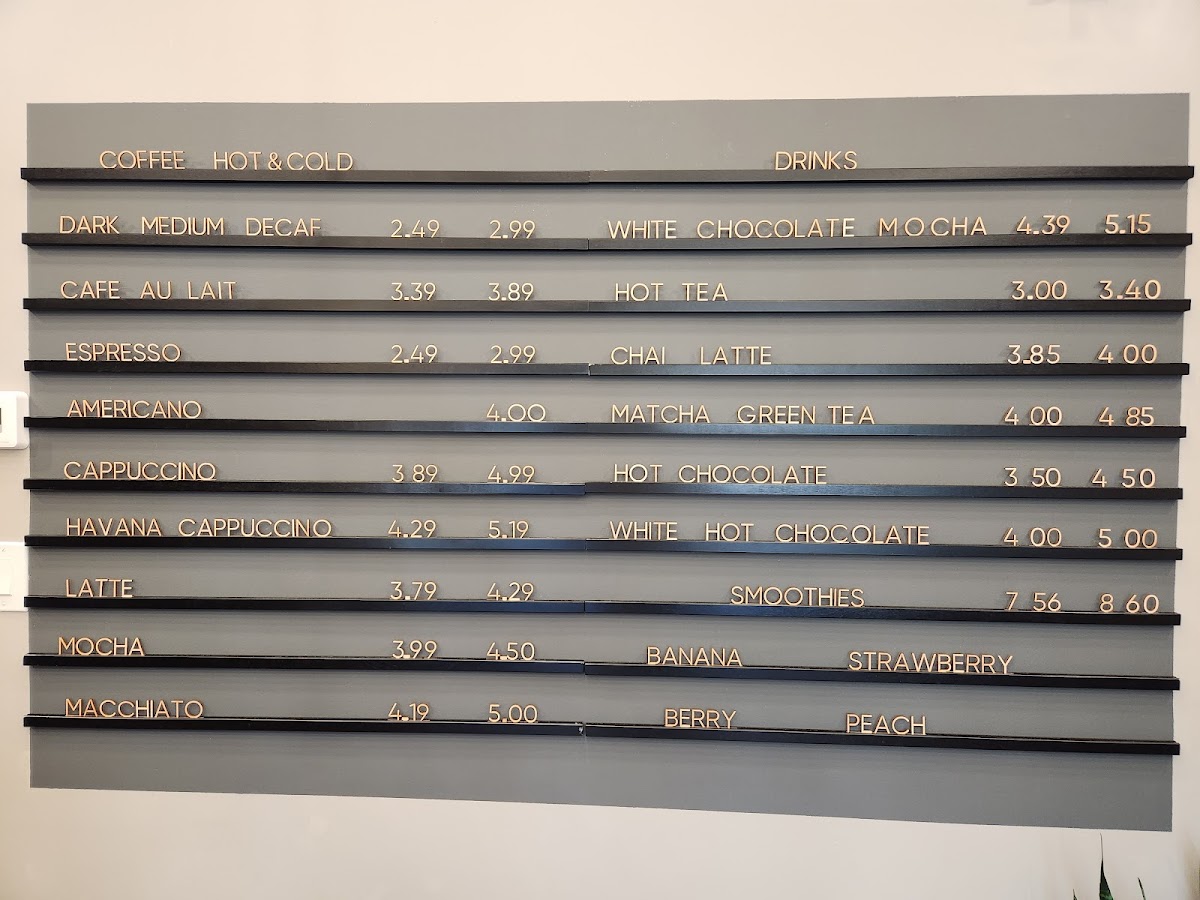 COFFEE HOT & COLD
DARK MEDIUM DECAF 2.49 2.99
CAFE AU LAIT 3.39 3.89
ESPRESSO 2.49 2.99
AMERICANO 4.00
CAPPUCCINO 3 89 4.99
HAVANA CAPPUCCINO 4.29 5.19
LATTE 3.79 4.29
MOCHA 3.99 4.50
MACCHIATO 4.19 5.00
DRINKS
WHITE CHOCOLATE MOCHA 4.39 5.15
HOT TEA 3.00 3.40
CHAI LATTE 3.85 4 00
MATCHA GREEN TEA 4 00 4 85
HOT CHOCOLATE 3 50 4 50
WHITE HOT CHOCOLATE 4 00 5 00
SMOOTHIES 7 56 8 60
BANANA STRAWBERRY
BERRY PEACH